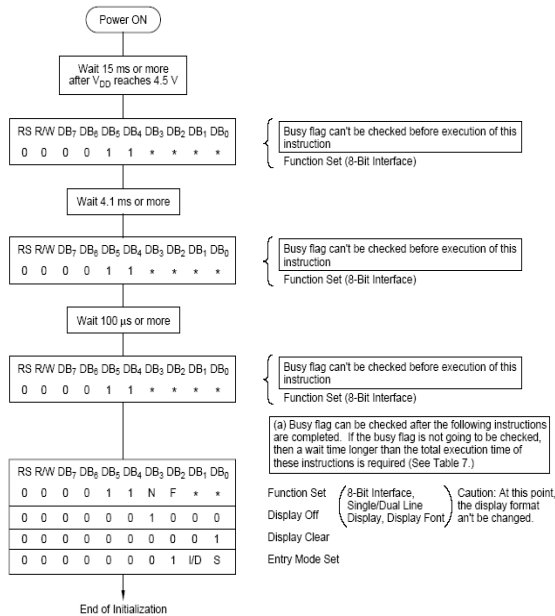 Power ON
Wait 15 ms or more
after VDD reaches 4.5 V
RS R/W DB7 DB6 DB5 DB4 DB3 DB2 DB1 DB0
0 0 0 0 1 1 * * * *
Busy flag can't be checked before execution of this
instruction
Function Set (8-Bit Interface)
Wait 4.1 ms or more
RS R/W DB7 DB6 DB5 DB4 DB3 DB2 DB1 DB0
0 0 0 0 1 1 * * * *
Busy flag can't be checked before execution of this
instruction
Function Set (8-Bit Interface)
Wait 100 µs or more
RS R/W DB7 DB6 DB5 DB4 DB3 DB2 DB1 DB0
0 0 0 0 1 1 * * * *
Busy flag can't be checked before execution of this
instruction
Function Set (8-Bit Interface)
(a) Busy flag can be checked after the following instructions
are completed. If the busy flag is not going to be checked,
then a wait time longer than the total execution time of
these instructions is required (See Table 7.)
RS R/W DB7 DB6 DB5 DB4 DB3 DB2 DB1 DB0
0 0 0 0 1 1 N F * *
0 0 0 0 0 0 1 0 0 0
0 0 0 0 0 0 0 0 0 1
0 0 0 0 0 0 0 1 I/D S
Function Set
Display Off
Display Clear
Entry Mode Set
8-Bit Interface,
Single/Dual Line
Display, Display Font
Caution: At this point,
the display format
an't be changed.
End of Initialization